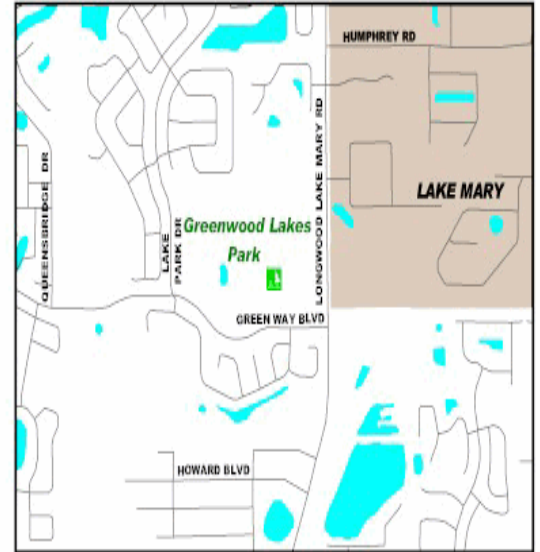 HUMPHREY RD
LONGWOOD LAKE MARY RD
QUEENSBRIDGE DR
LAKE MARY
Greenwood Lakes
Park
LAKE
PARK DR
GREEN WAY BLVD
HOWARD BLVD